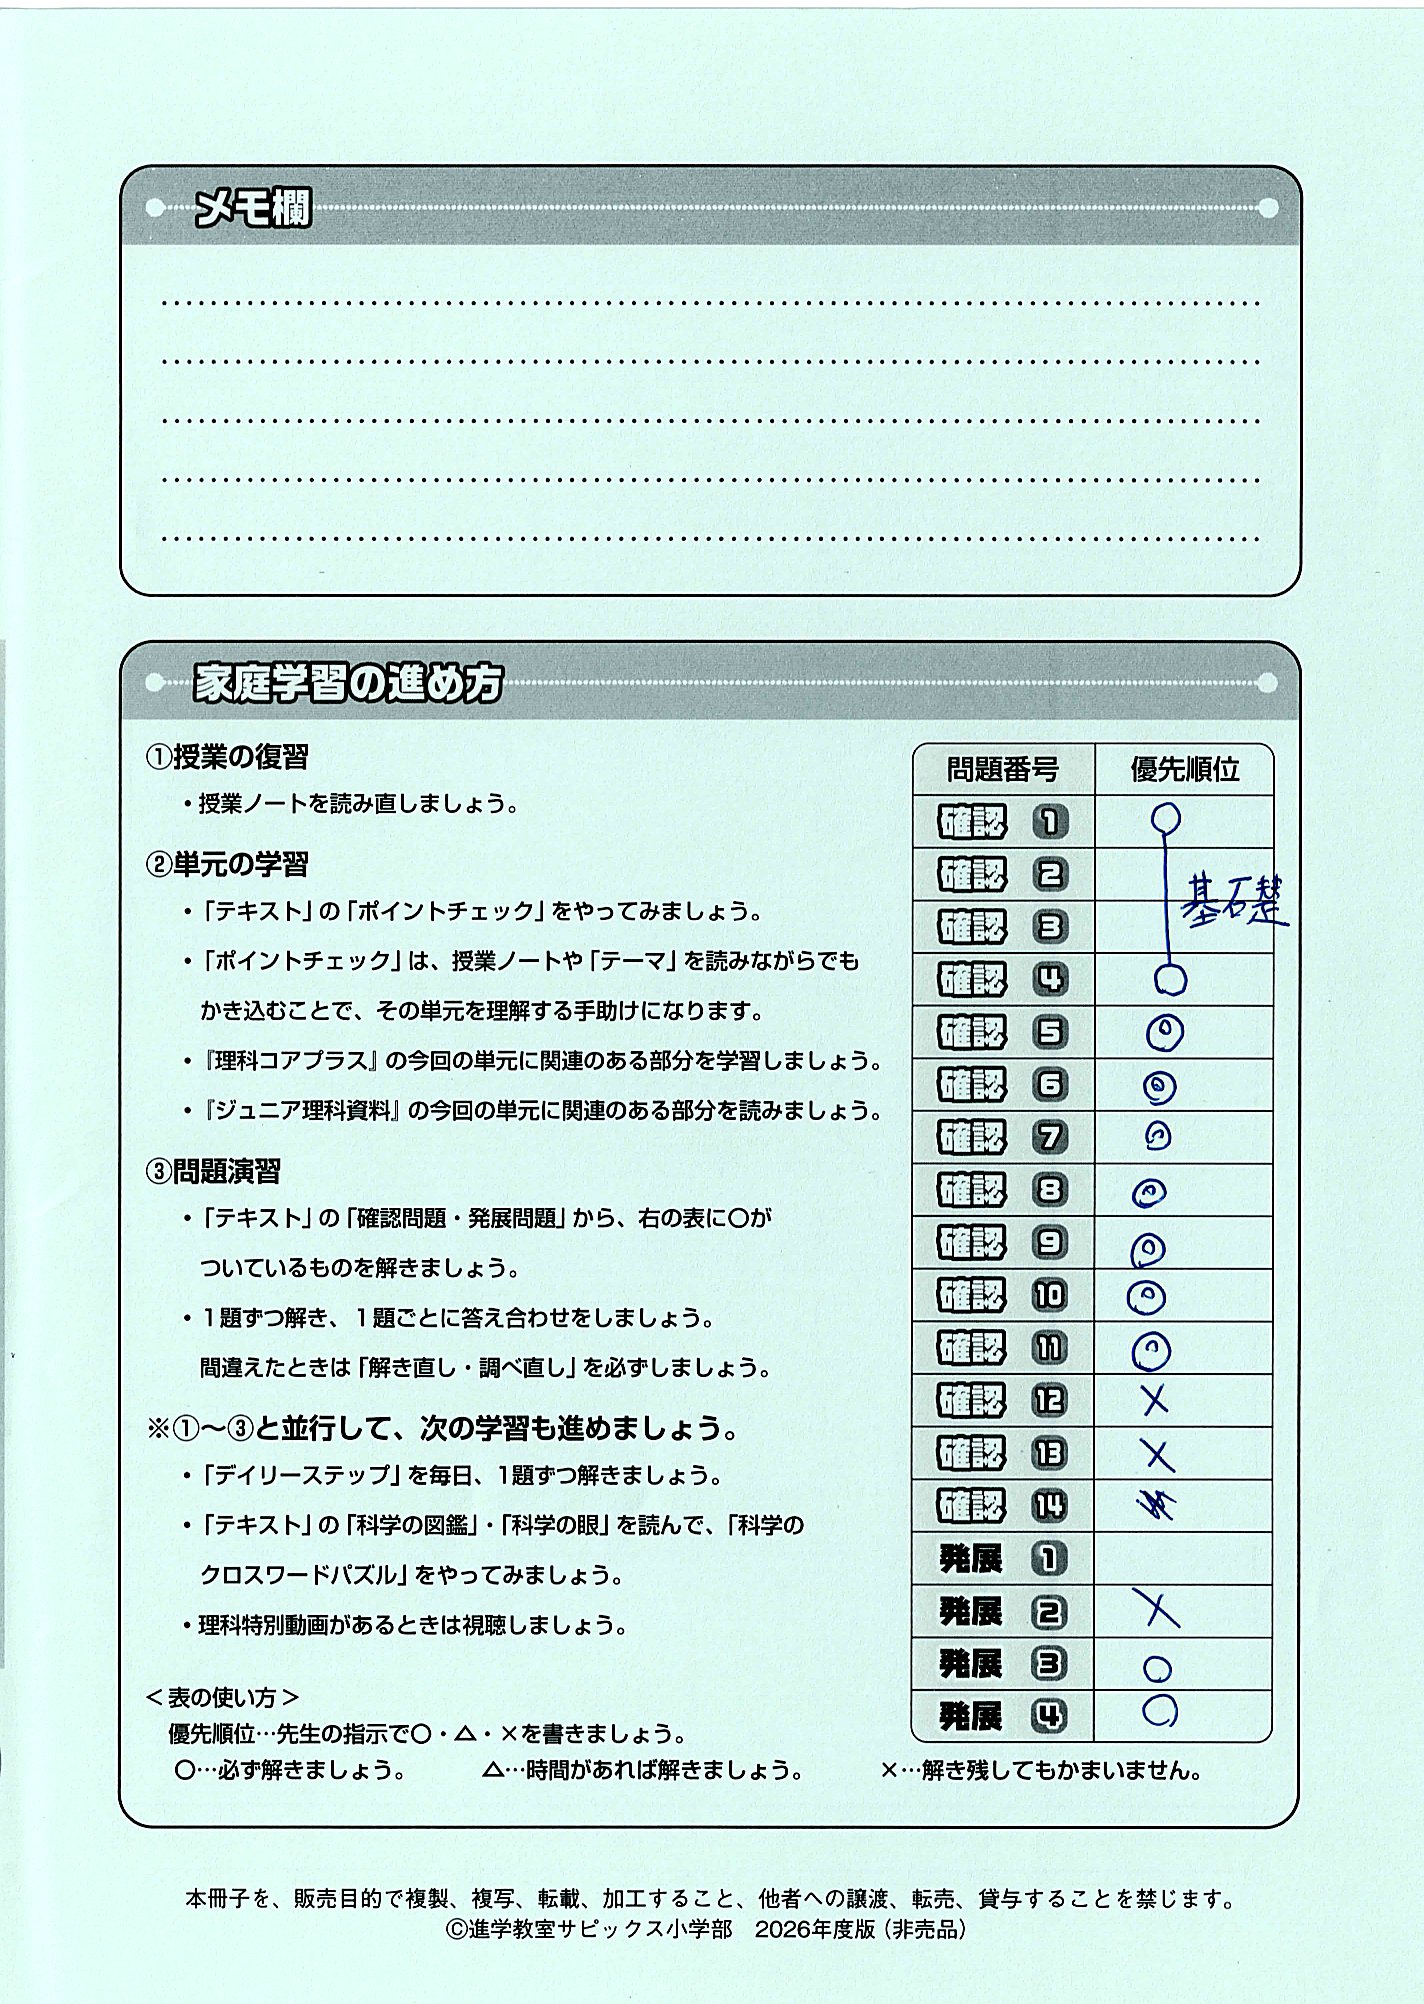 メモ欄
家庭学習の進め方
①授業の復習
・授業ノートを読み直しましょう。
②単元の学習
・「テキスト」の「ポイントチェック」をやってみましょう。
・「ポイントチェック」は、授業ノートや「テーマ」を読みながらでも
かき込むことで、その単元を理解する手助けになります。
・『理科コアプラス』の今回の単元に関連のある部分を学習しましょう。
・『ジュニア理科資料』の今回の単元に関連のある部分を読みましょう。
③問題演習
・「テキスト」の「確認問題・発展問題」から、右の表に〇が
ついているものを解きましょう。
・1題ずつ解き、1題ごとに答え合わせをしましょう。
間違えたときは「解き直し・調べ直し」を必ずしましょう。
※①〜③と並行して、次の学習も進めましょう。
・「デイリーステップ」を毎日、1題ずつ解きましょう。
・「テキスト」の「科学の図鑑」・「科学の眼」を読んで、「科学の
クロスワードパズル」をやってみましょう。
・理科特別動画があるときは視聴しましょう。
＜表の使い方＞
優先順位…先生の指示で〇・△・×を書きましょう。
〇…必ず解きましょう。 △…時間があれば解きましょう。 ×…解き残してもかまいません。
問題番号 優先順位
確認 1 〇
確認 2
基礎
確認 3
確認 4 〇
確認 5 ◎
確認 6 ◎
確認 7 ◎
確認 8 ◎
確認 9 ◎
確認 10 ◎
確認 11 ◎
確認 12 ×
確認 13 ×
確認 14
発展 1
発展 2 ×
発展 3 〇
発展 4 〇
本冊子を、販売目的で複製、複写、転載、加工すること、他者への譲渡、転売、貸与することを禁じます。
©進学教室サピックス小学部 2026年度版（非売品）